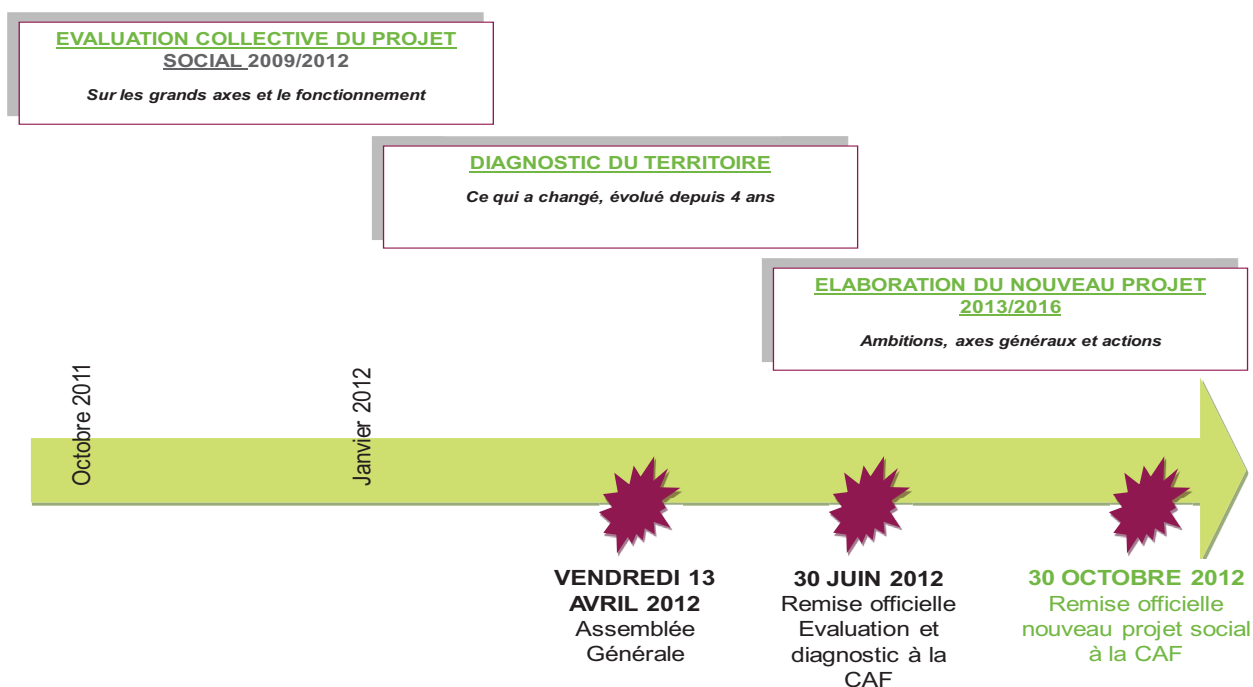 EVALUATION COLLECTIVE DU PROJET
SOCIAL 2009/2012
Sur les grands axes et le fonctionnement
DIAGNOSTIC DU TERRITOIRE
Ce qui a changé, évolué depuis 4 ans
ELABORATION DU NOUVEAU PROJET
2013/2016
Ambitions, axes généraux et actions
Octobre 2011
Janvier 2012
VENDREDI 13
AVRIL 2012
Assemblée
Générale
30 JUIN 2012
Remise officielle
Evaluation et
diagnostic à la
CAF
30 OCTOBRE 2012
Remise officielle
nouveau projet social
à la CAF